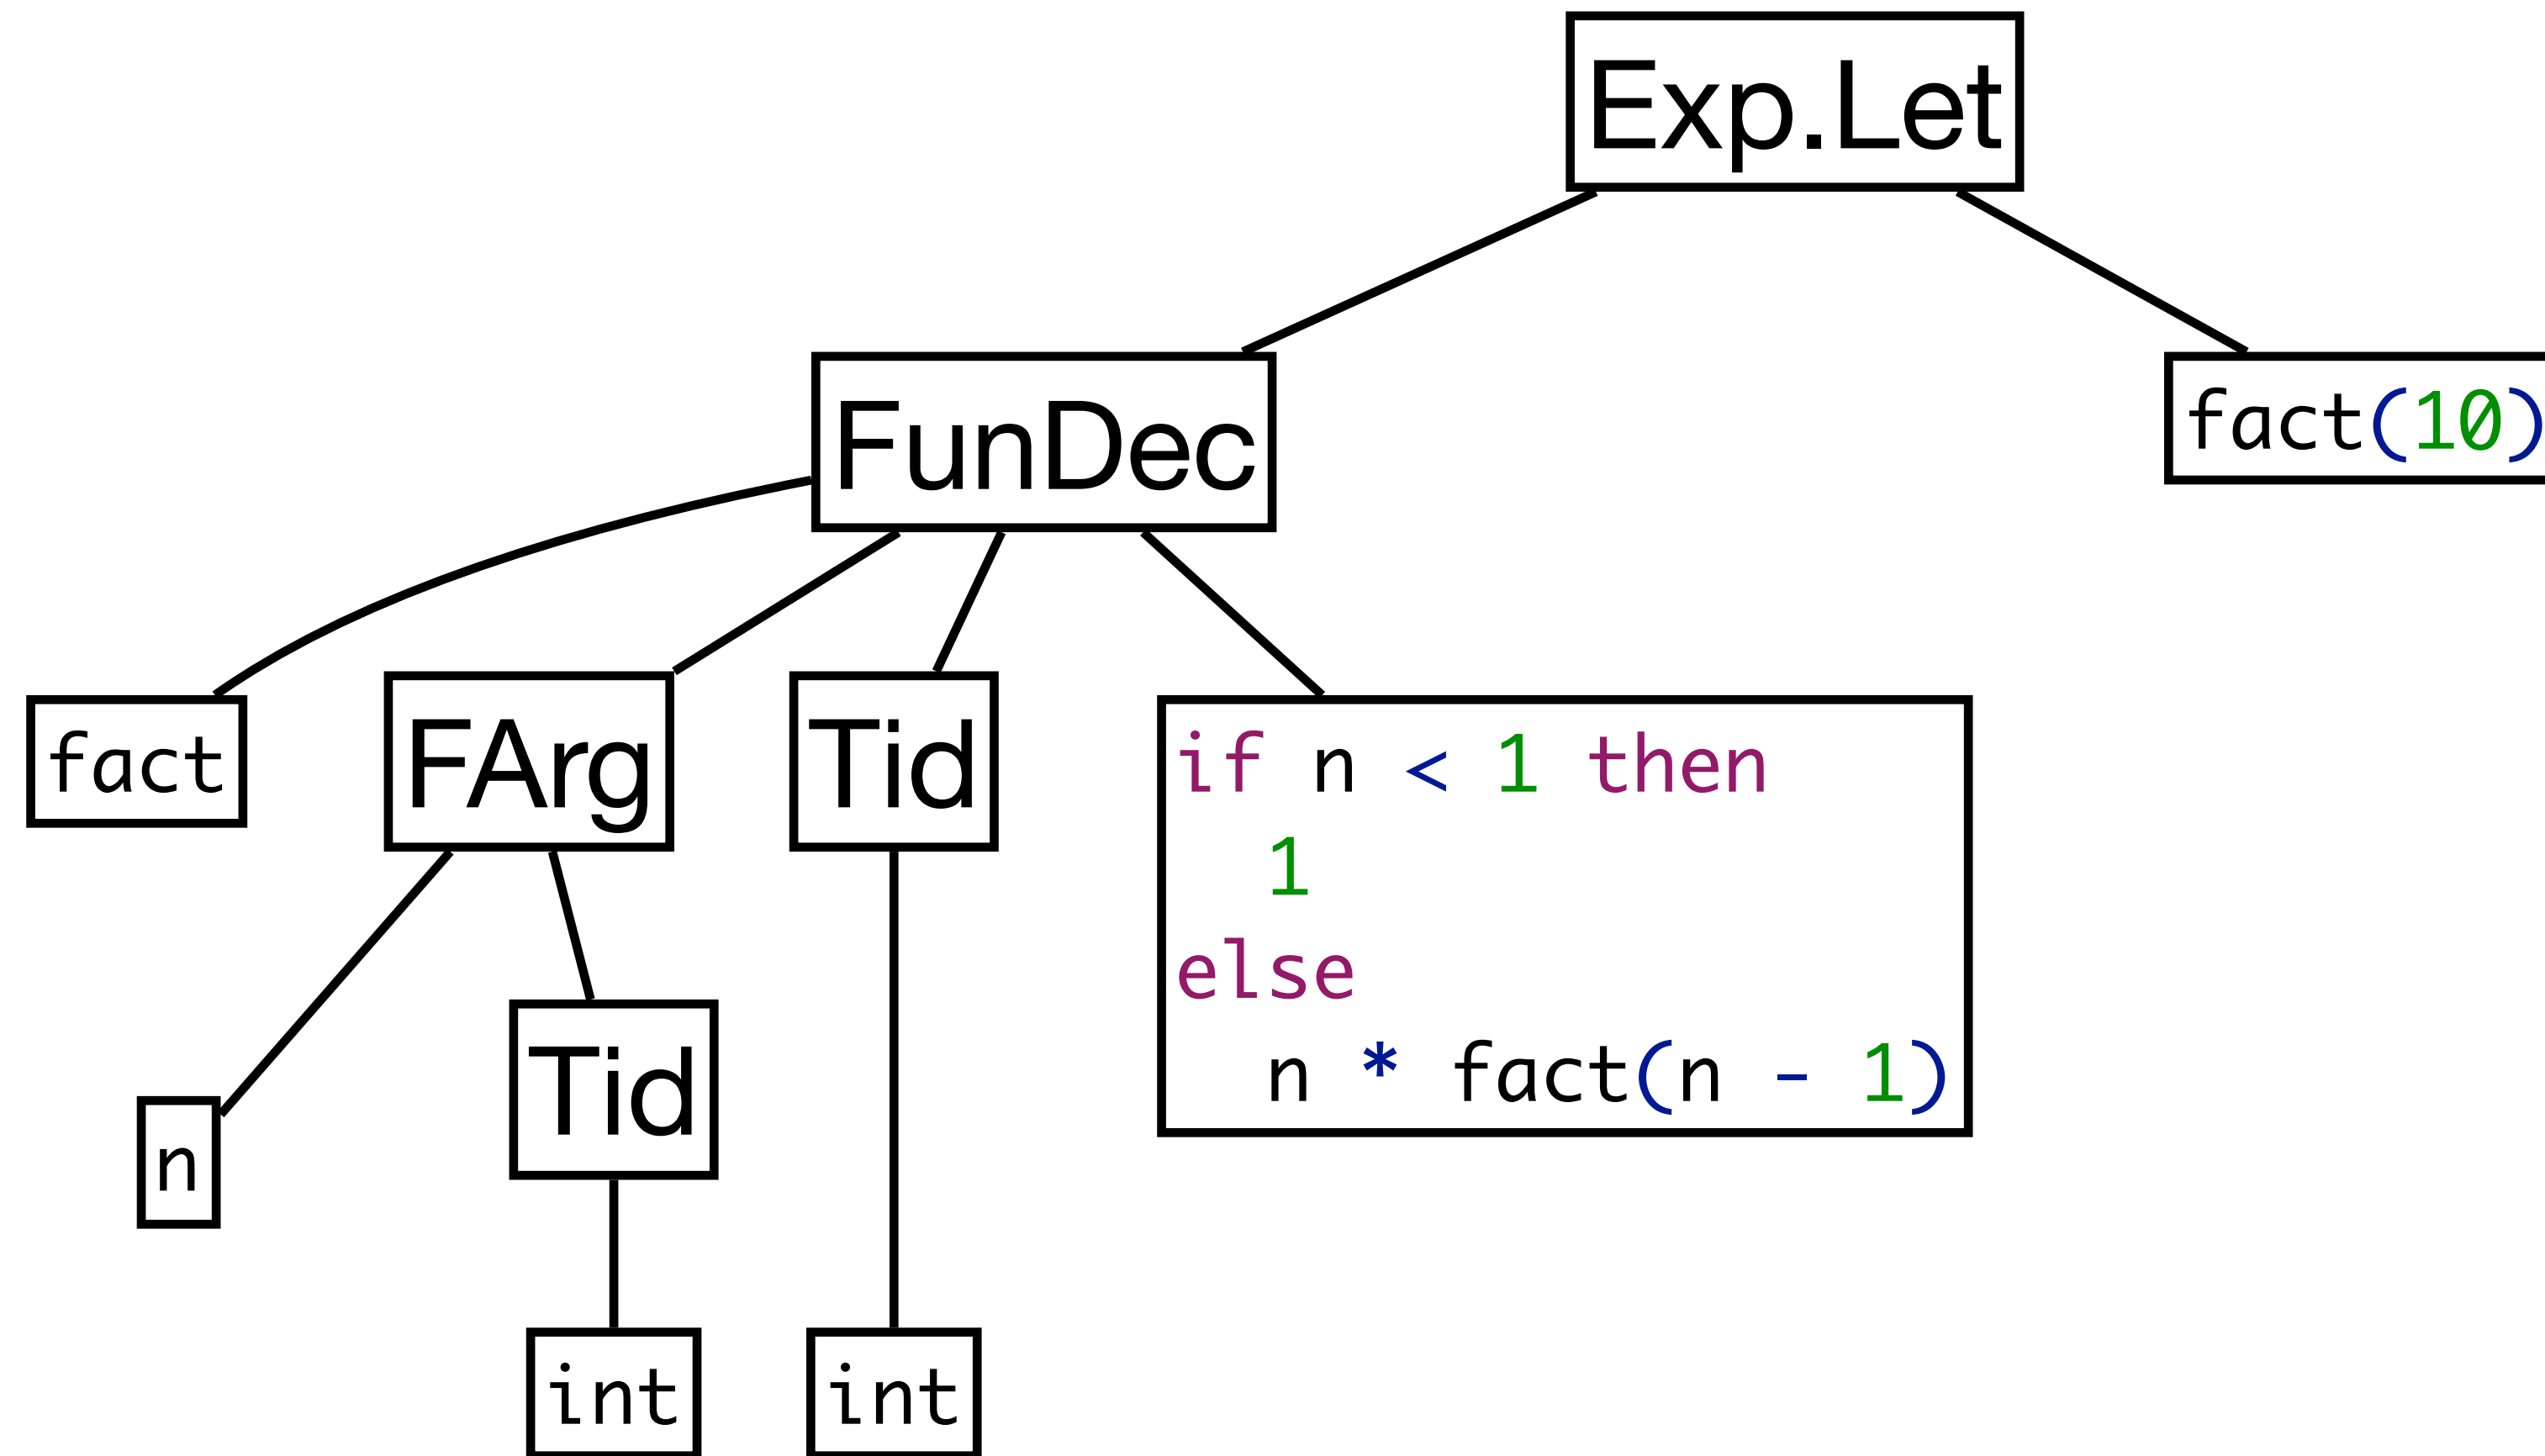 Exp.Let
FunDec
fact(10)
fact
FArg
Tid
if n < 1 then
  1
else
  n * fact(n - 1)
n
Tid
int
int